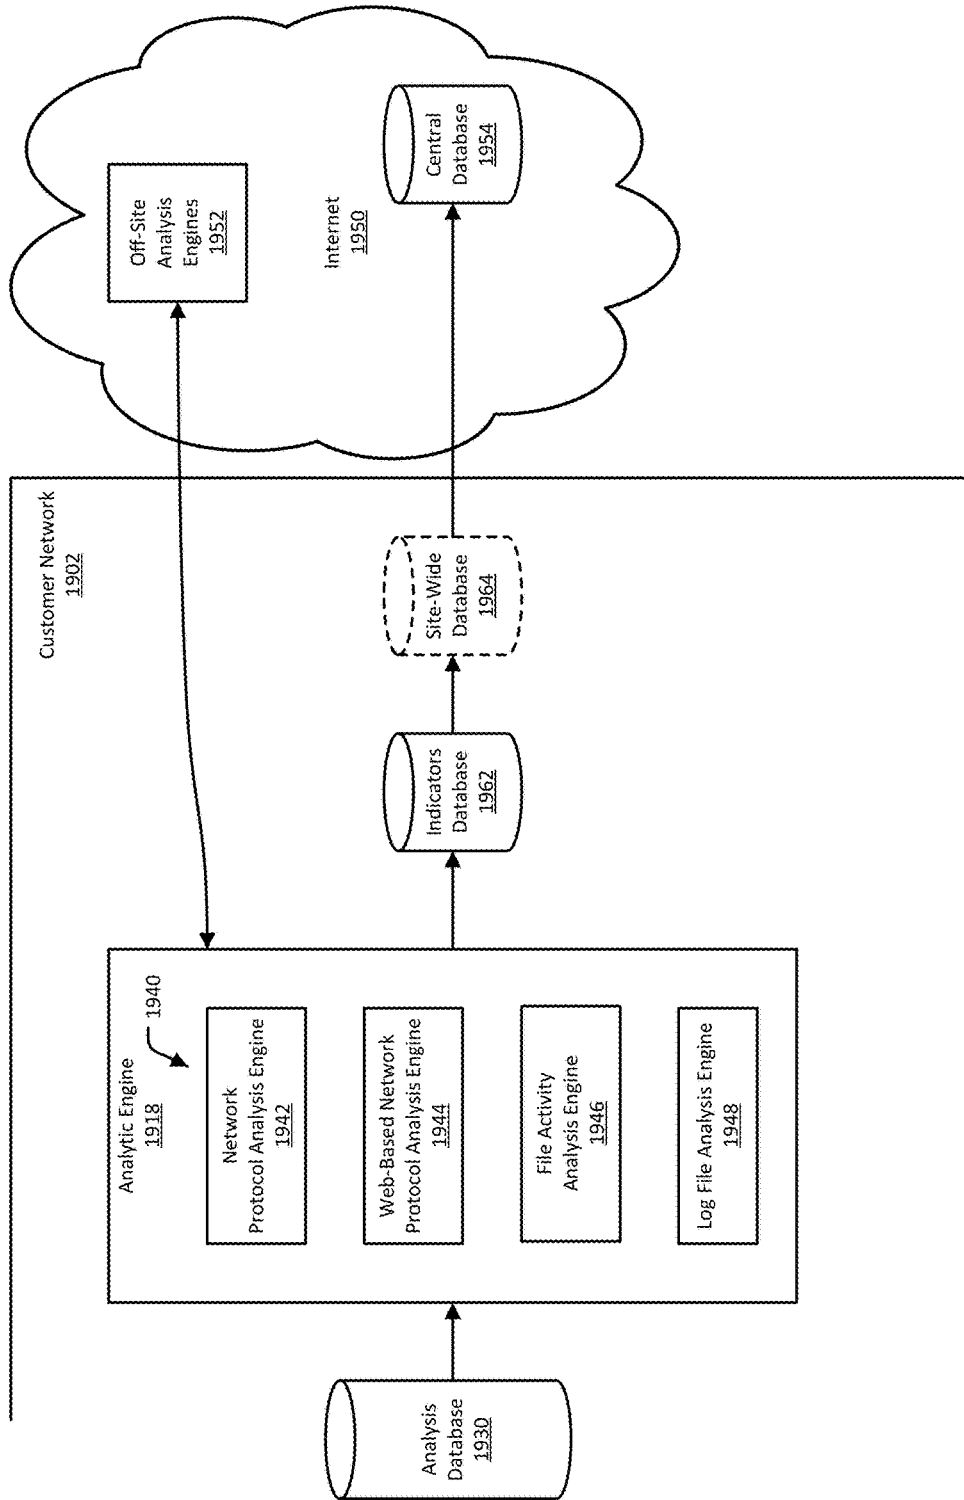 Customer Network
1902
Analysis
Database
1930
Analytic Engine
1918
1940
Network
Protocol Analysis Engine
1942
Web-Based Network
Protocol Analysis Engine
1944
File Activity
Analysis Engine
1946
Log File Analysis Engine
1948
Indicators
Database
1962
Site-Wide
Database
1964
Off-Site
Analysis
Engines
1952
Internet
1950
Central
Database
1954